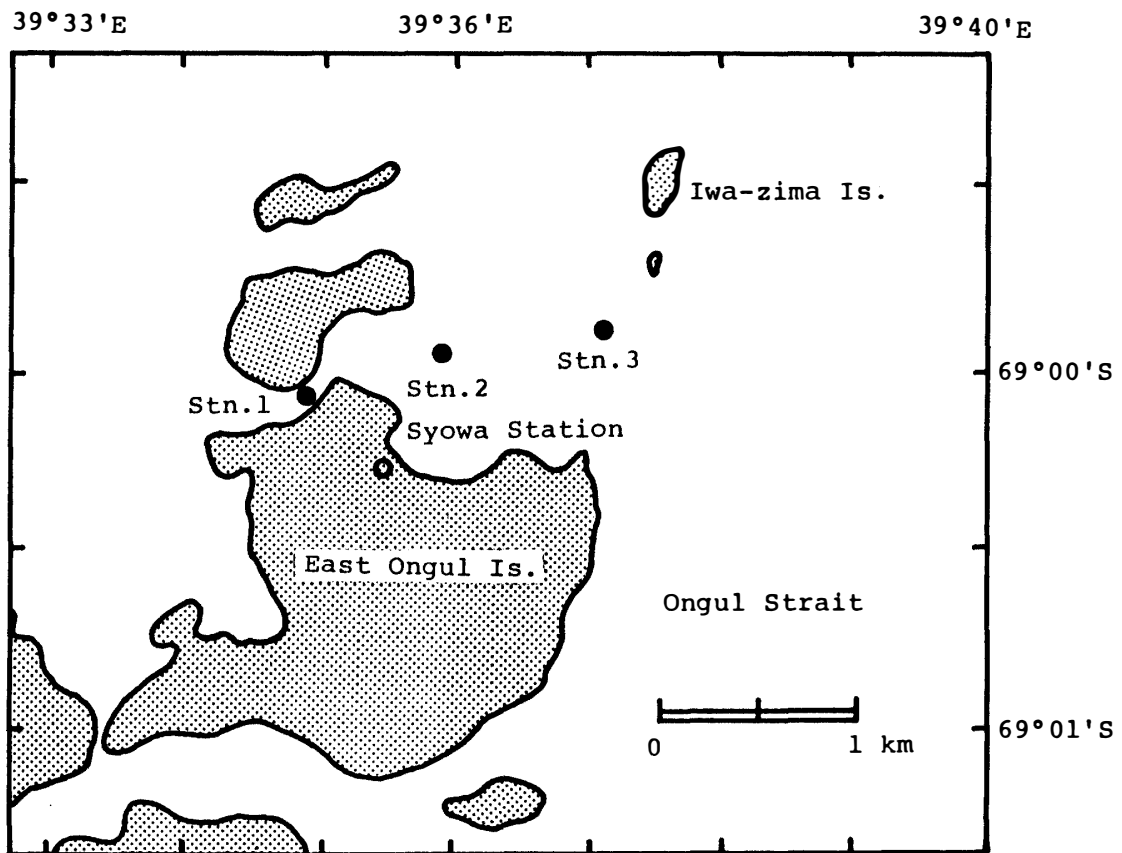 39°33'E 39°36'E 39°40'E
Iwa-zima Is.
Stn.3
69°00'S
Stn.2
Stn.1
Syowa Station
East Ongul Is.
Ongul Strait
69°01'S
0 1 km